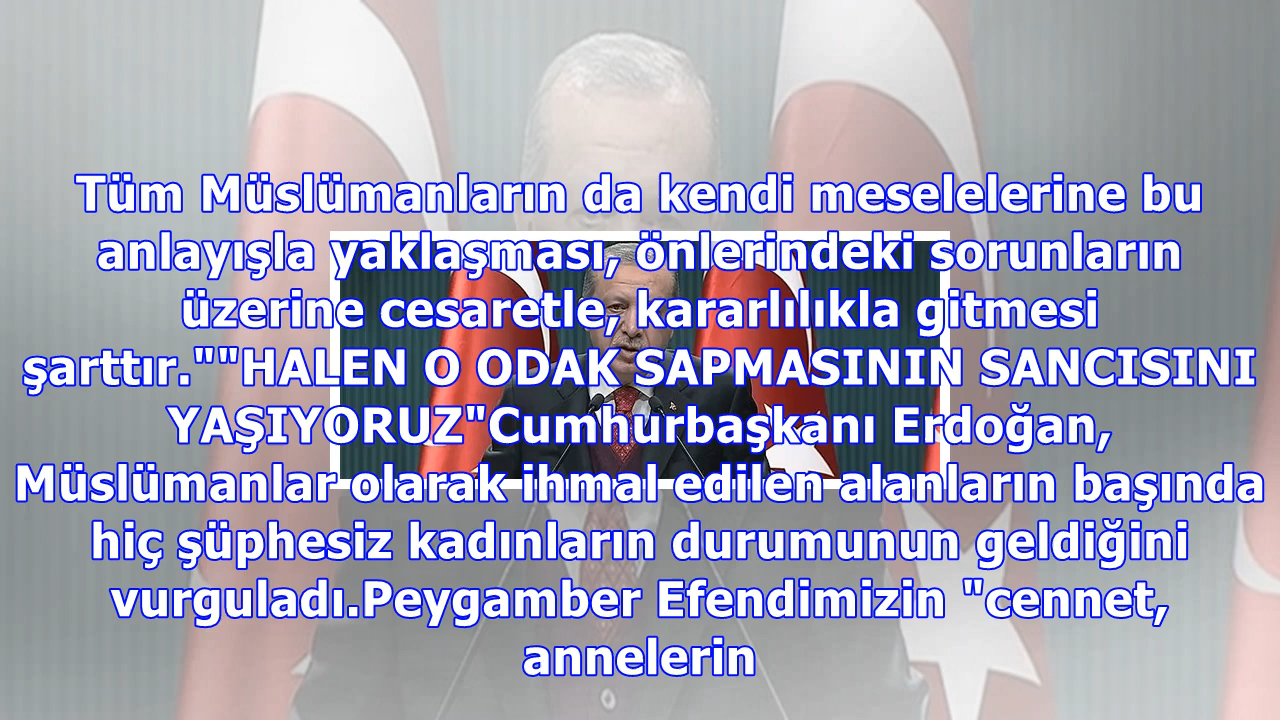 Tüm Müslümanların da kendi meselelerine bu
anlayışla yaklaşması, önlerindeki sorunların
üzerine cesaretle, kararlılıkla gitmesi
şarttır.""HALEN O ODAK SAPMASININ SANCISINI
YAŞIYORUZ"Cumhurbaşkanı Erdoğan,
Müslümanlar olarak ihmal edilen alanların başında
hiç şüphesiz kadınların durumunun geldiğini
vurguladı.Peygamber Efendimizin "cennet,
annelerin